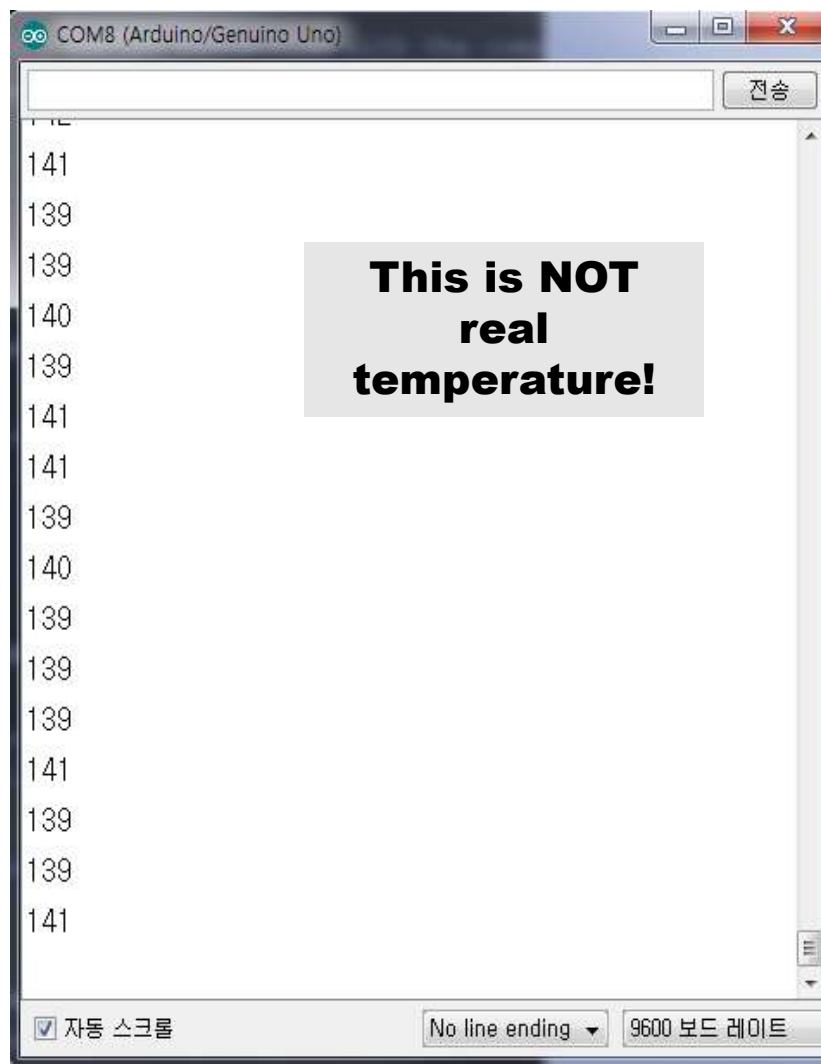 COM8 (Arduino/Genuino Uno)
전송
141
139
139
140
139
141
141
139
140
139
139
139
141
139
139
141
This is NOT
real
temperature!
자동 스크롤
No line ending
9600 보드 레이트